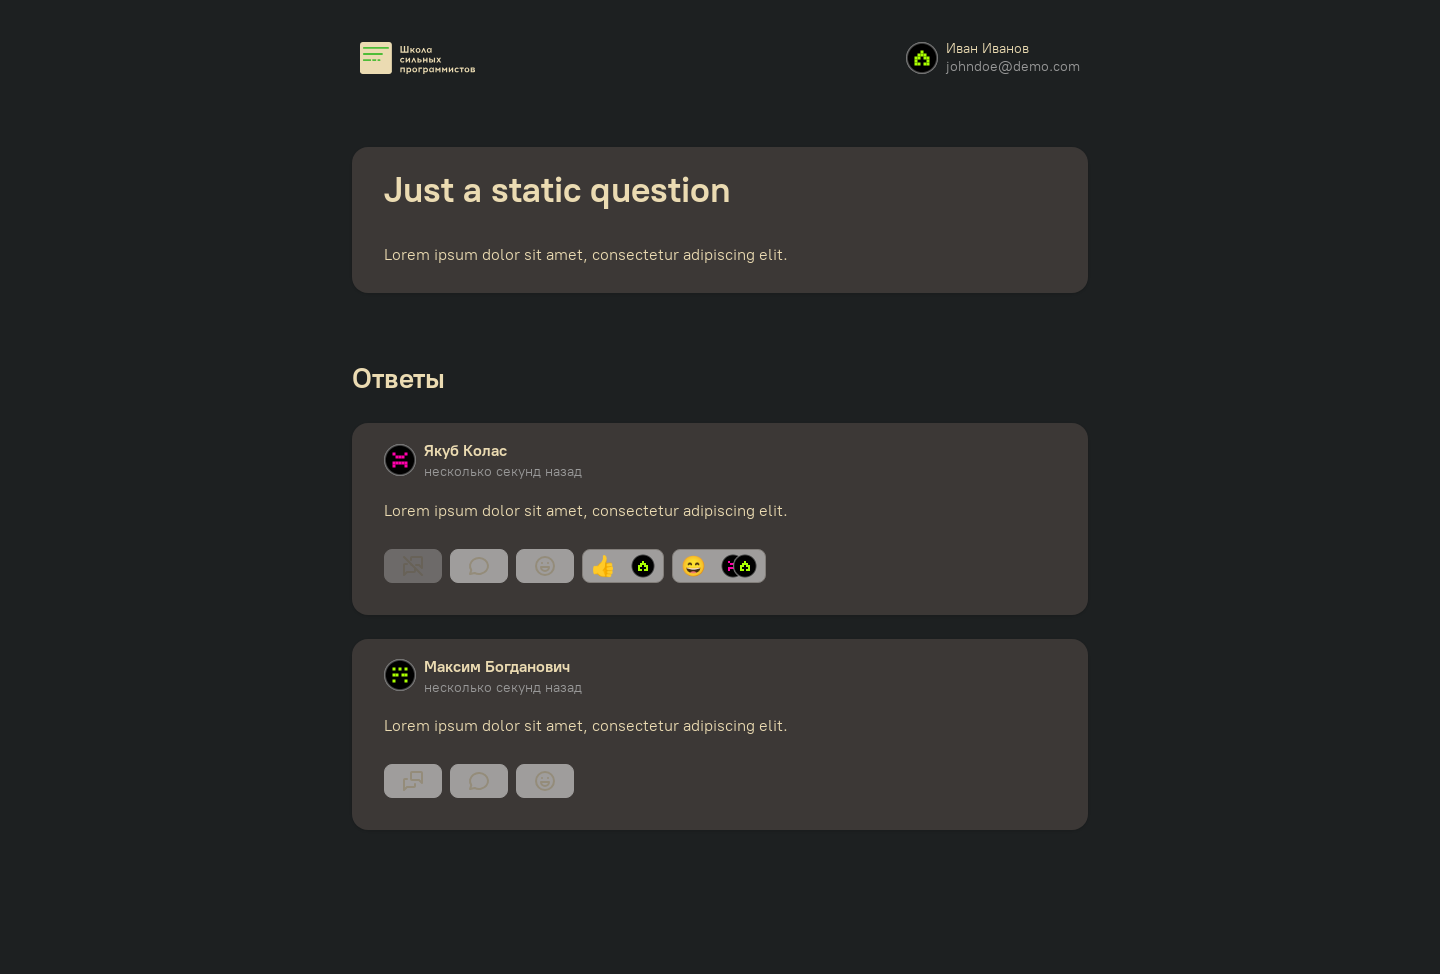 Школа
сильных
программистов
Иван Иванов
johndoe@demo.com
Just a static question
Lorem ipsum dolor sit amet, consectetur adipiscing elit.
Ответы
Якуб Колас
несколько секунд назад
Lorem ipsum dolor sit amet, consectetur adipiscing elit.
Максим Богданович
несколько секунд назад
Lorem ipsum dolor sit amet, consectetur adipiscing elit.